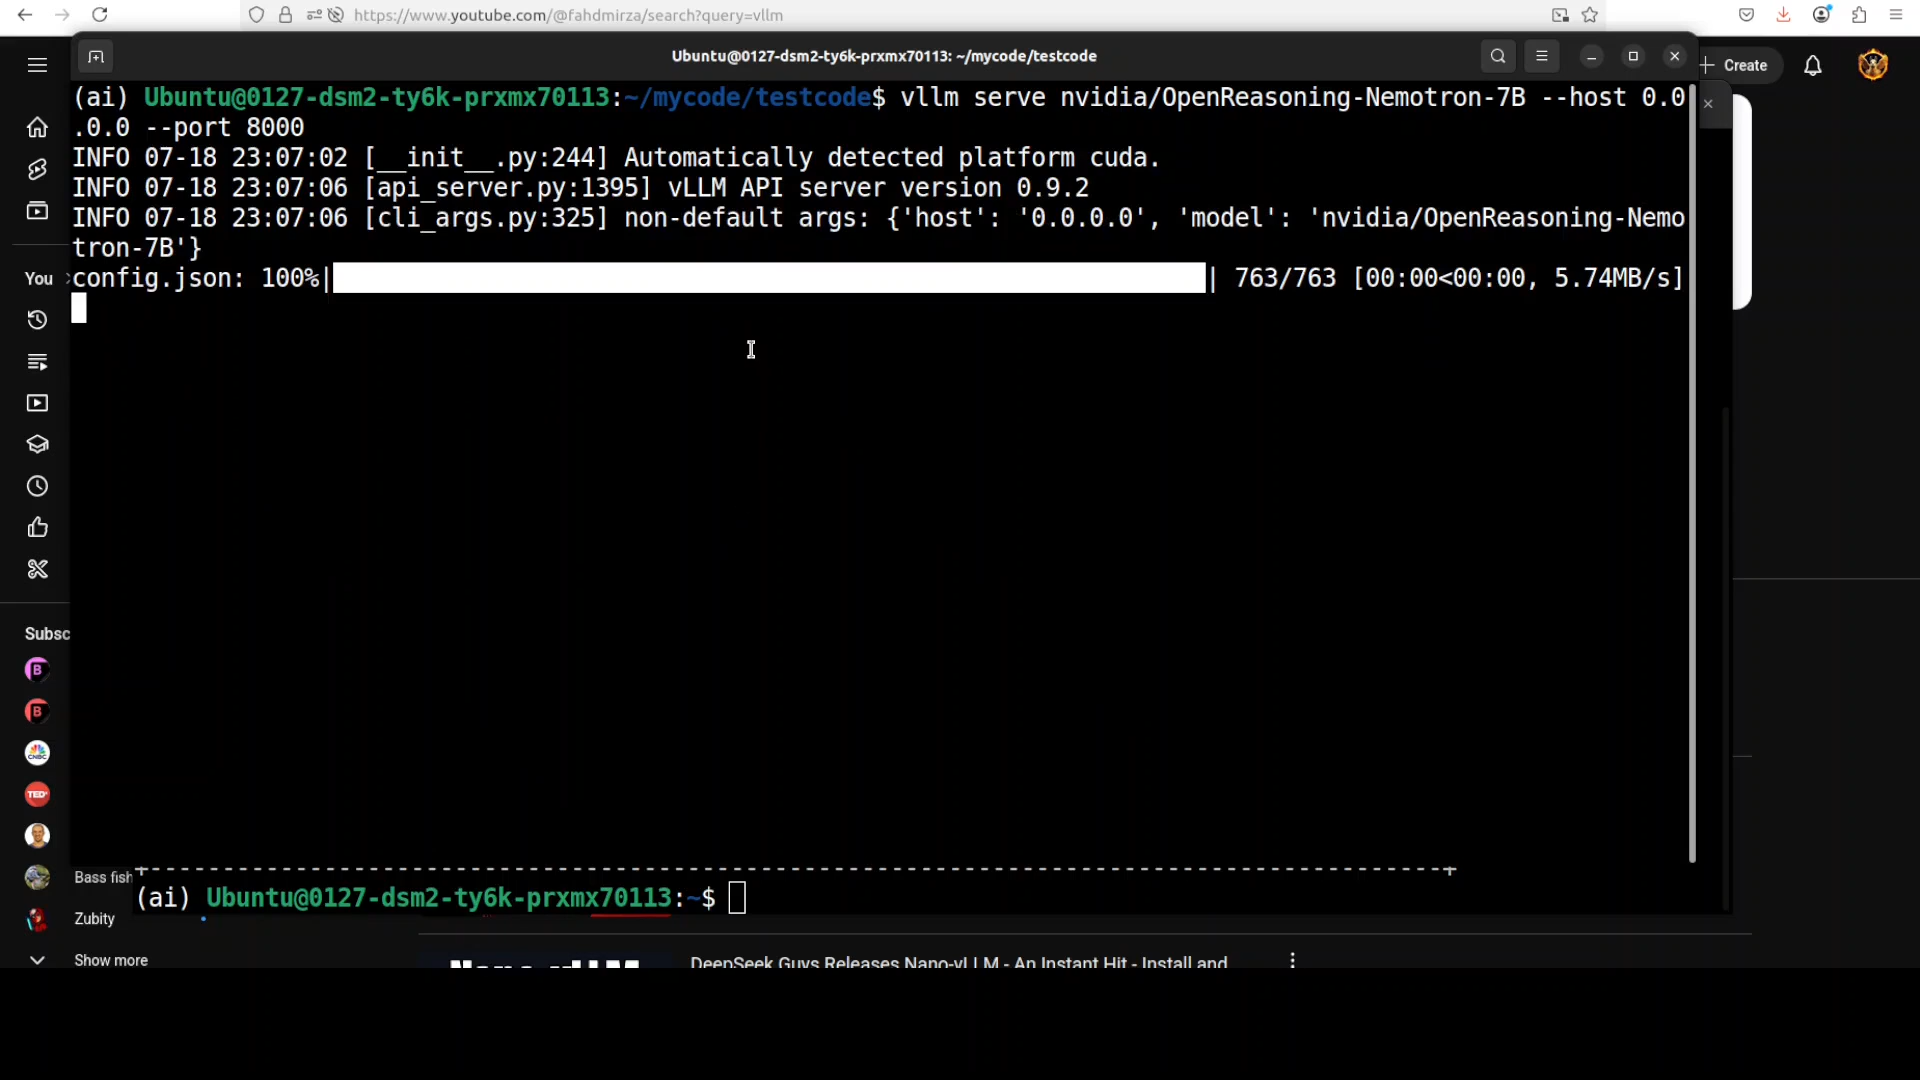 https://www.youtube.com/@fahdmirza/search?query=vllm
Ubuntu@0127-dsm2-ty6k-prxmx70113: ~/mycode/testcode
Create
(ai) Ubuntu@0127-dsm2-ty6k-prxmx70113:~/mycode/testcode$ vllm serve nvidia/OpenReasoning-Nemotron-7B --host 0.0
.0.0 --port 8000
INFO 07-18 23:07:02 [__init__.py:244] Automatically detected platform cuda.
INFO 07-18 23:07:06 [api_server.py:1395] vLLM API server version 0.9.2
INFO 07-18 23:07:06 [cli_args.py:325] non-default args: {'host': '0.0.0.0', 'model': 'nvidia/OpenReasoning-Nemo
tron-7B'}
You
config.json: 100%| | 763/763 [00:00<00:00, 5.74MB/s]
Subsc
B
B
CNBC
TED
Bass fish
+-----------------------------------------------------------------------------------------+
(ai) Ubuntu@0127-dsm2-ty6k-prxmx70113:~$
Zubity
Show more
DeepSeek Guys Releases Nano-vLLM - An Instant Hit - Install and